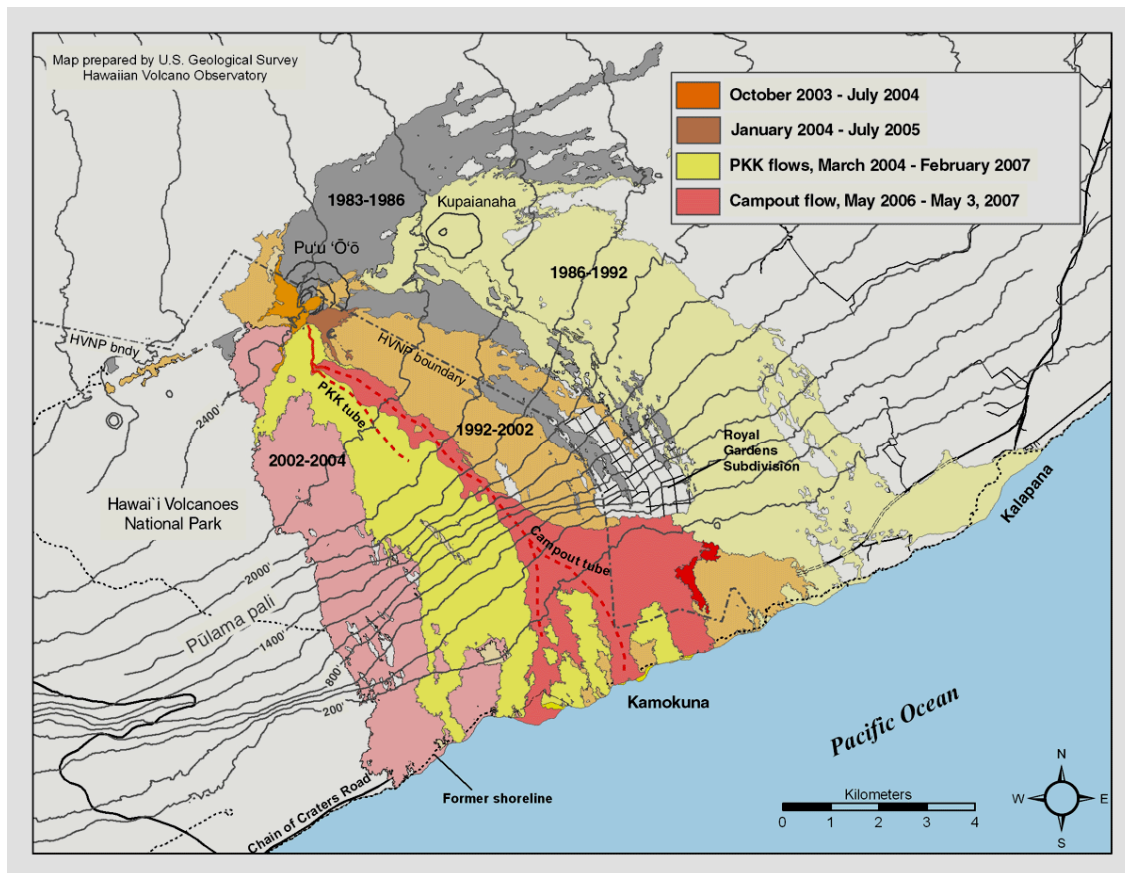 Map prepared by U.S. Geological Survey
Hawaiian Volcano Observatory
October 2003 - July 2004
January 2004 - July 2005
PKK flows, March 2004 - February 2007
Campout flow, May 2006 - May 3, 2007
1983-1986
Kupaianaha
Pu‘u ‘Ō‘ō
1986-1992
HVNP bndy
HVNP boundary
2400'
PKK tube
1992-2002
Royal
Gardens
Subdivision
2002-2004
Hawai`i Volcanoes
National Park
Kalapana
Campout tube
2000'
Pūlama pali
1400'
800'
200'
Kamokuna
Pacific Ocean
Former shoreline
Chain of Craters Road
Kilometers
0 1 2 3 4
N
W E
S